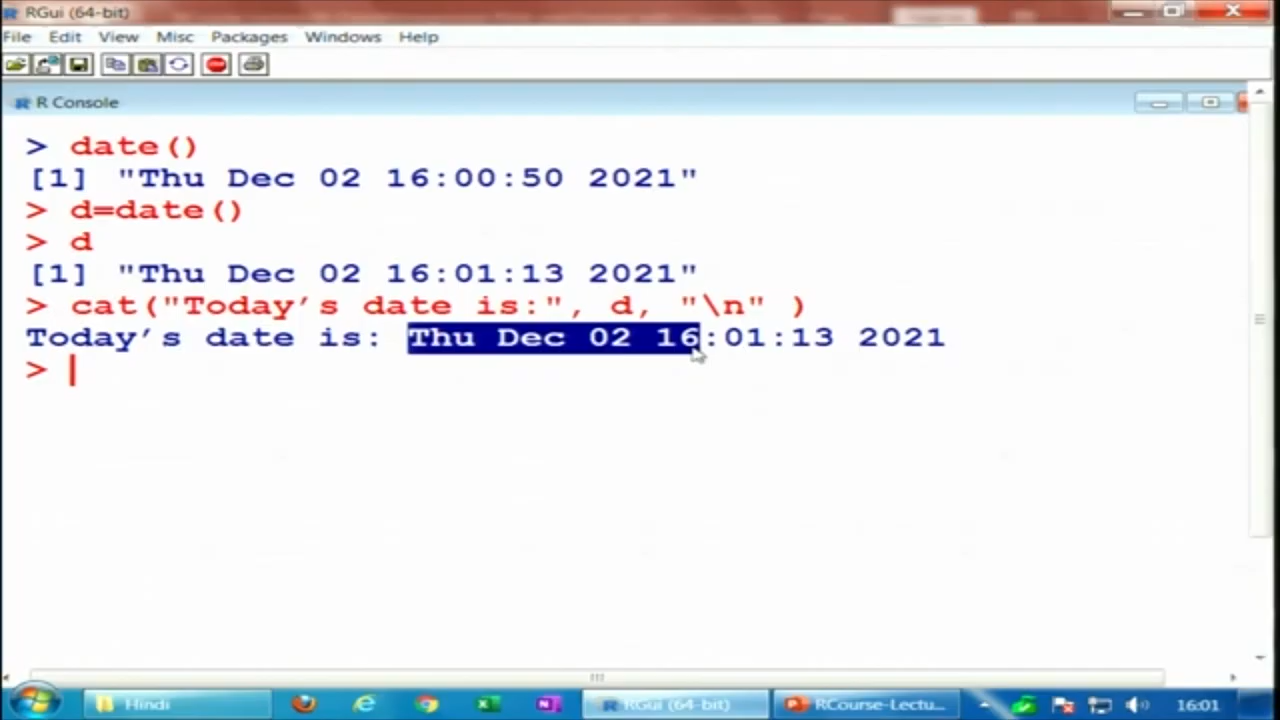 RGui (64-bit)
File Edit View Misc Packages Windows Help
R Console
> date()
[1] "Thu Dec 02 16:00:50 2021"
> d=date()
> d
[1] "Thu Dec 02 16:01:13 2021"
> cat("Today’s date is:", d, "\n" )
Today’s date is: Thu Dec 02 16:01:13 2021
>
Hindi RGui (64-bit) RCourse-Lectu... 16:01